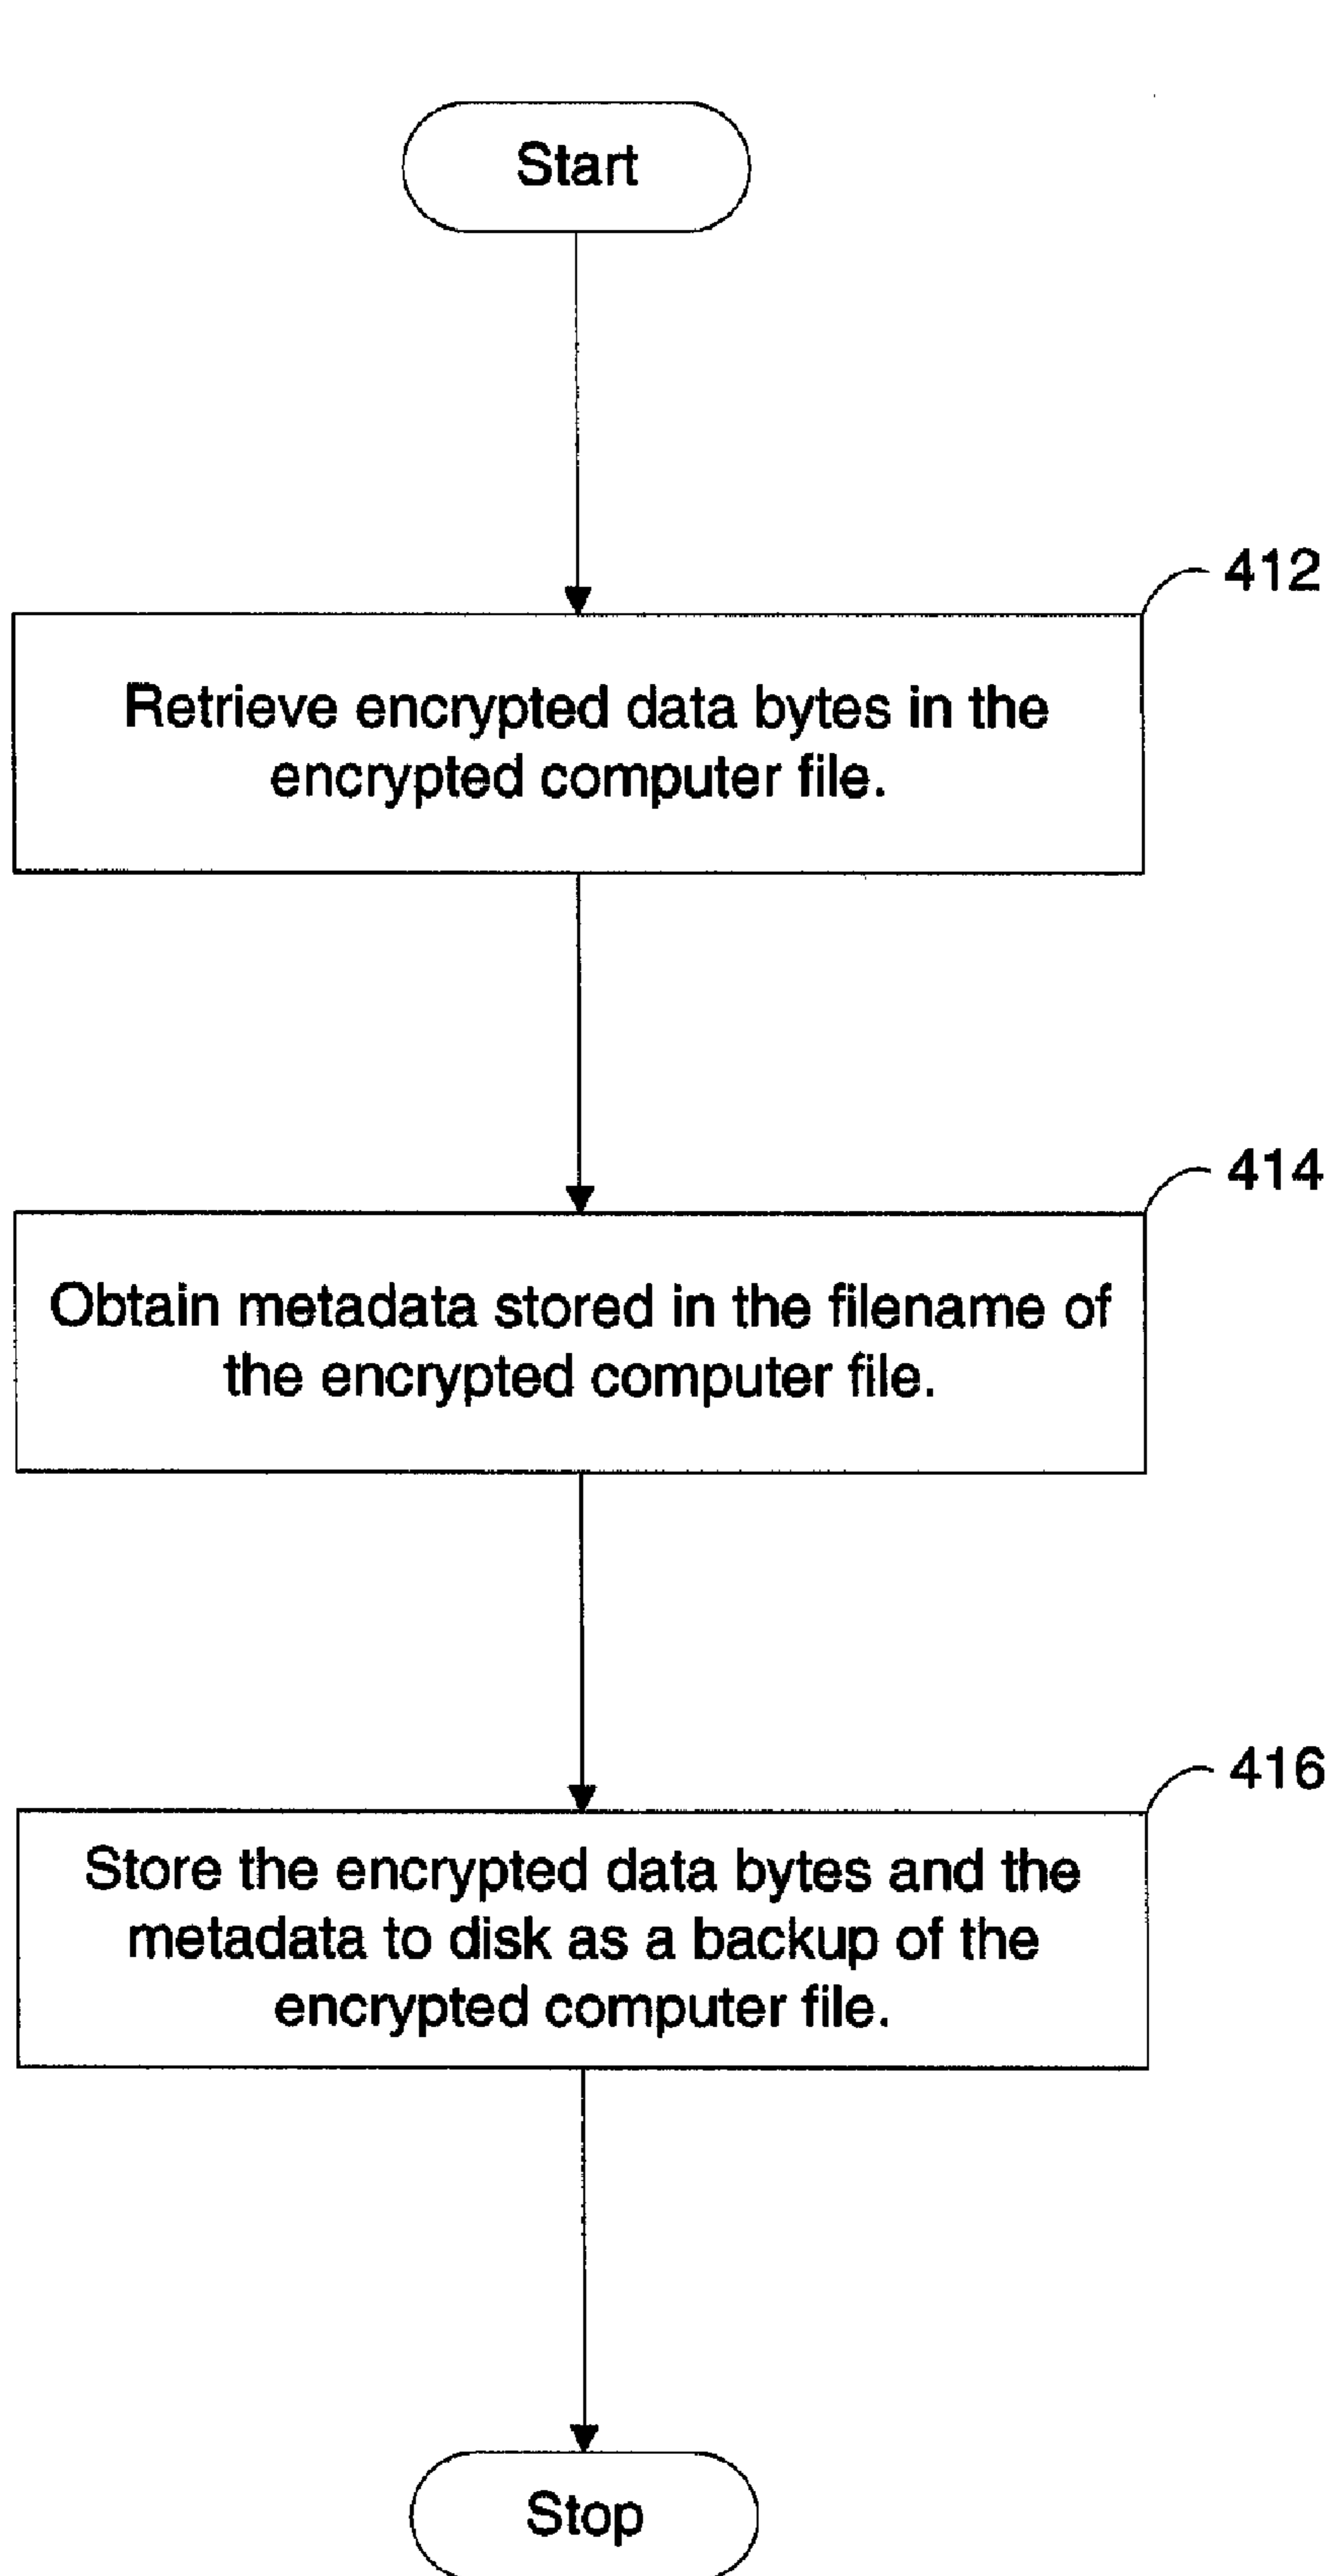 Start
412
Retrieve encrypted data bytes in the
encrypted computer file.
414
Obtain metadata stored in the filename of
the encrypted computer file.
416
Store the encrypted data bytes and the
metadata to disk as a backup of the
encrypted computer file.
Stop